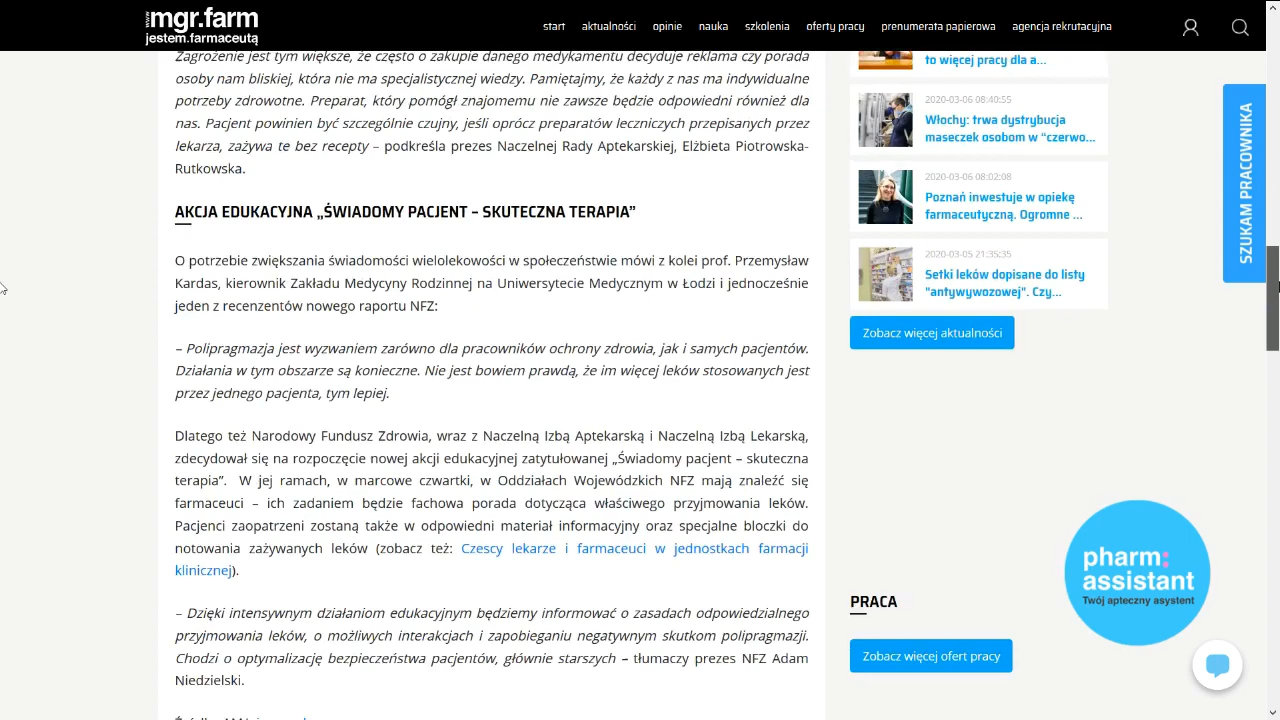 www
mgr.farm
jestem.farmaceutą
start aktualności opinie nauka szkolenia oferty pracy prenumerata papierowa agencja rekrutacyjna
Zagrożenie jest tym większe, że często o zakupie danego medykamentu decyduje reklama czy porada
osoby nam bliskiej, która nie ma specjalistycznej wiedzy. Pamiętajmy, że każdy z nas ma indywidualne
potrzeby zdrowotne. Preparat, który pomógł znajomemu nie zawsze będzie odpowiedni również dla
nas. Pacjent powinien być szczególnie czujny, jeśli oprócz preparatów leczniczych przepisanych przez
lekarza, zażywa te bez recepty – podkreśla prezes Naczelnej Rady Aptekarskiej, Elżbieta Piotrowska-
Rutkowska.
AKCJA EDUKACYJNA „ŚWIADOMY PACJENT – SKUTECZNA TERAPIA”
O potrzebie zwiększania świadomości wielolekowości w społeczeństwie mówi z kolei prof. Przemysław
Kardas, kierownik Zakładu Medycyny Rodzinnej na Uniwersytecie Medycznym w Łodzi i jednocześnie
jeden z recenzentów nowego raportu NFZ:
– Polipragmazja jest wyzwaniem zarówno dla pracowników ochrony zdrowia, jak i samych pacjentów.
Działania w tym obszarze są konieczne. Nie jest bowiem prawdą, że im więcej leków stosowanych jest
przez jednego pacjenta, tym lepiej.
Dlatego też Narodowy Fundusz Zdrowia, wraz z Naczelną Izbą Aptekarską i Naczelną Izbą Lekarską,
zdecydował się na rozpoczęcie nowej akcji edukacyjnej zatytułowanej „Świadomy pacjent – skuteczna
terapia”. W jej ramach, w marcowe czwartki, w Oddziałach Wojewódzkich NFZ mają znaleźć się
farmaceuci – ich zadaniem będzie fachowa porada dotycząca właściwego przyjmowania leków.
Pacjenci zaopatrzeni zostaną także w odpowiedni materiał informacyjny oraz specjalne bloczki do
notowania zażywanych leków (zobacz też: Czescy lekarze i farmaceuci w jednostkach farmacji
klinicznej).
– Dzięki intensywnym działaniom edukacyjnym będziemy informować o zasadach odpowiedzialnego
przyjmowania leków, o możliwych interakcjach i zapobieganiu negatywnym skutkom polipragmazji.
Chodzi o optymalizację bezpieczeństwa pacjentów, głównie starszych – tłumaczy prezes NFZ Adam
Niedzielski.
to więcej pracy dla a...
2020-03-06 08:40:55
Włochy: trwa dystrybucja
maseczek osobom w “czerwo...
2020-03-06 08:02:08
Poznań inwestuje w opiekę
farmaceutyczną. Ogromne ...
2020-03-05 21:35:35
Setki leków dopisane do listy
"antywywozowej". Czy...
Zobacz więcej aktualności
PRACA
Zobacz więcej ofert pracy
SZUKAM PRACOWNIKA
pharm:
assistant
Twój apteczny asystent